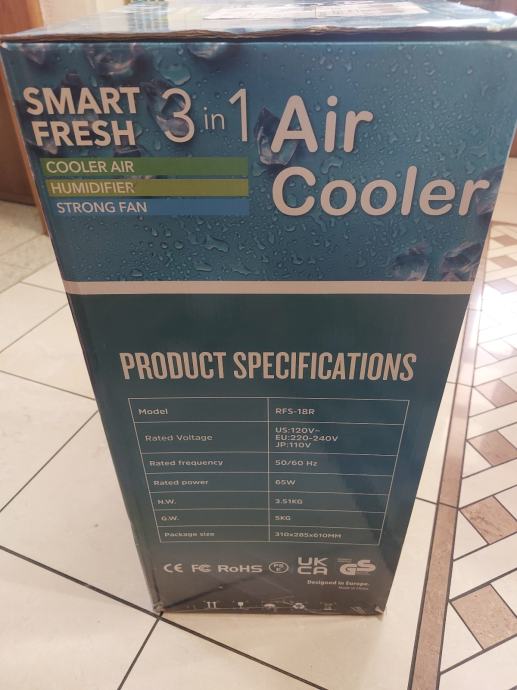 SMART
FRESH
3 in 1 Air
Cooler
COOLER AIR
HUMIDIFIER
STRONG FAN
PRODUCT SPECIFICATIONS
Model RFS-18R
Rated Voltage US:120V~
EU:220-240V
JP:110V
Rated frequency 50/60 Hz
Rated power 65W
N.W. 3.51KG
G.W. 5KG
Package size 310x285x610MM
CE FC RoHS PS E UK CA GS
Designed in Europe.
Made in China